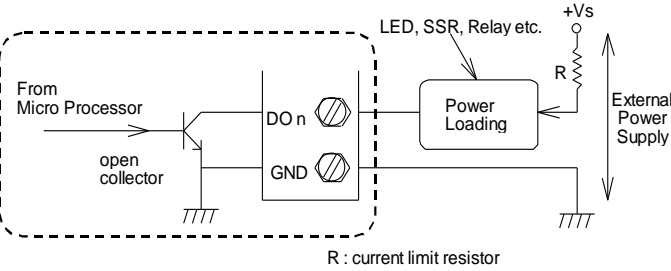 +Vs
LED, SSR, Relay etc.
R
From
Micro Processor
DO n
Power
Loading
External
Power
Supply
open
collector
GND
R : current limit resistor